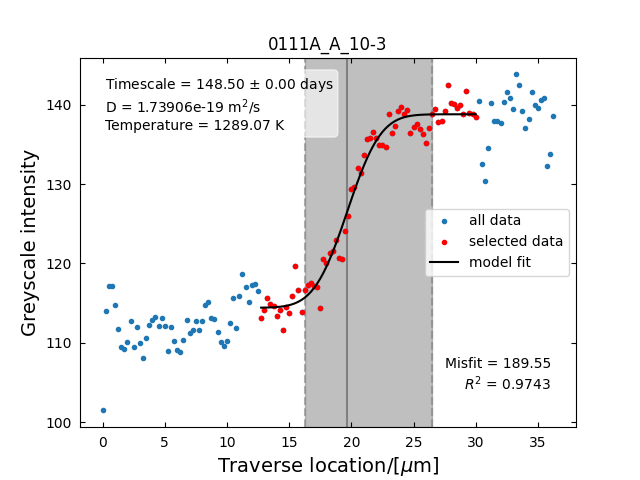 0111A_A_10-3
Timescale = 148.50 ± 0.00 days
D = 1.73906e-19 m²/s
Temperature = 1289.07 K
140
130
120
110
100
Greyscale intensity
all data
selected data
model fit
Misfit = 189.55
R² = 0.9743
0 5 10 15 20 25 30 35
Traverse location/[μm]